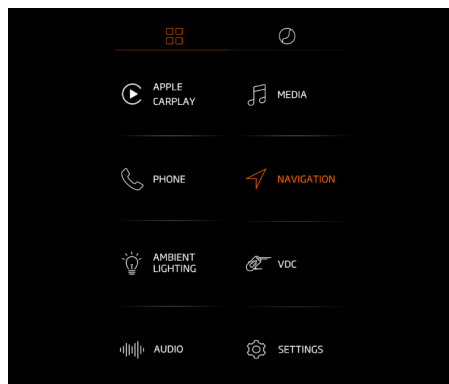 APPLE
CARPLAY
MEDIA
PHONE
NAVIGATION
AMBIENT
LIGHTING
VDC
AUDIO
SETTINGS